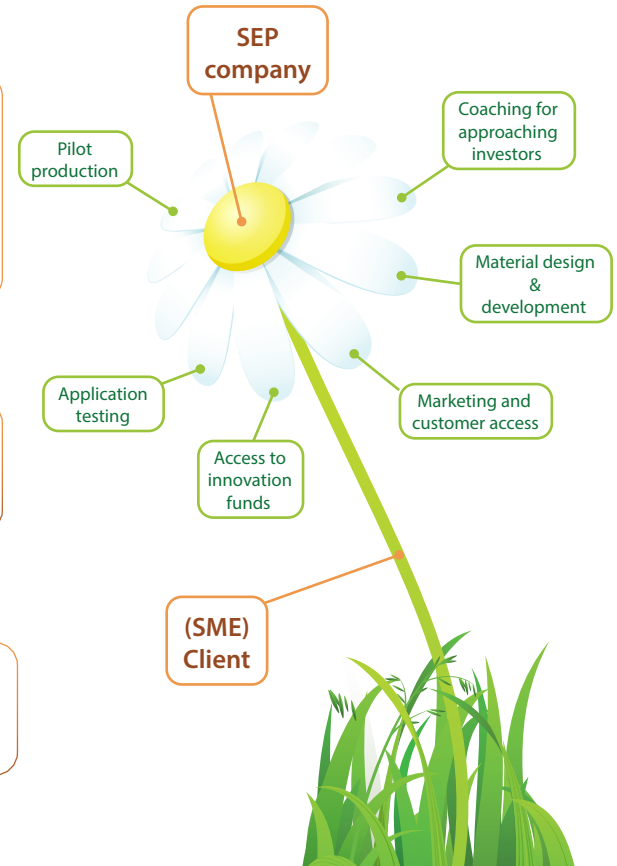 SEP
company
Coaching for
approaching
investors
Pilot
production
Material design
&
development
Application
testing
Marketing and
customer access
Access to
innovation
funds
(SME)
Client